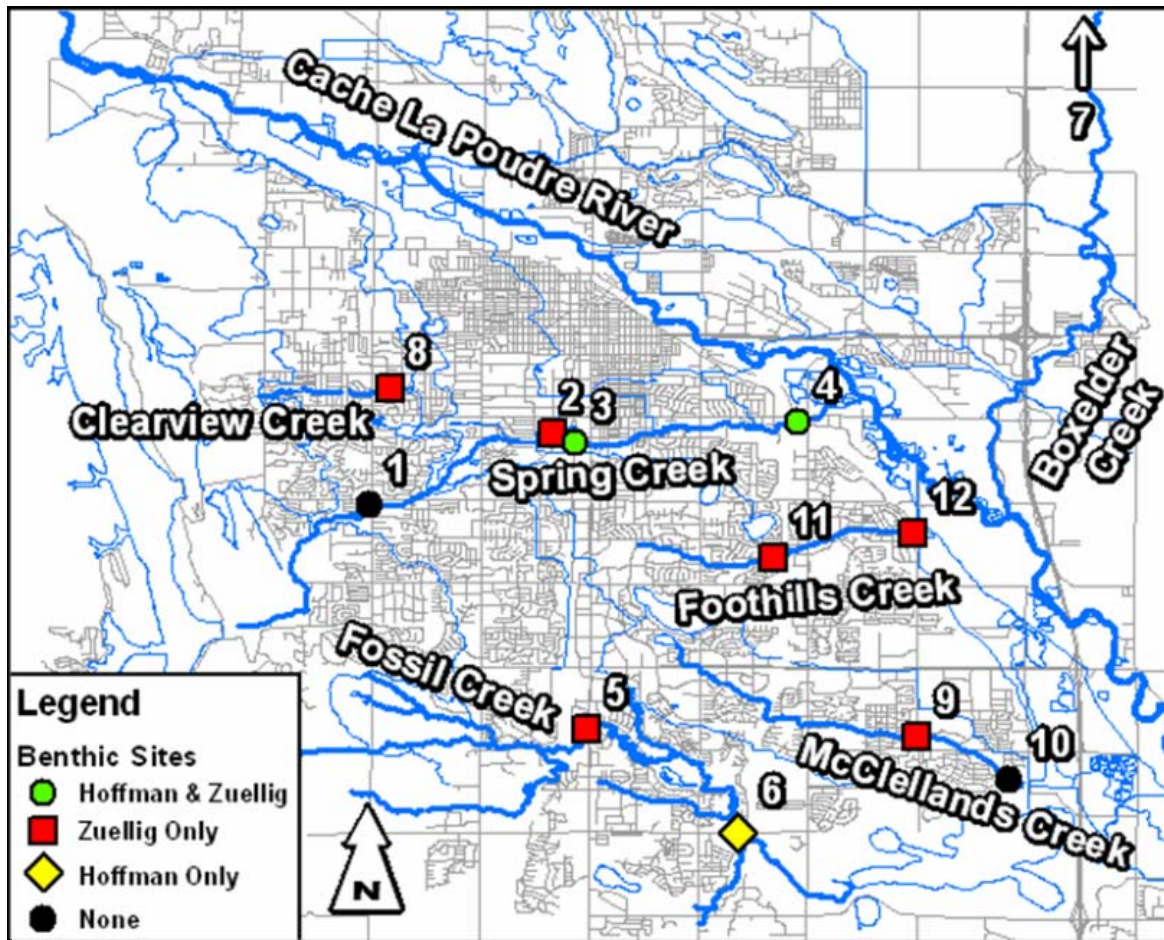 Cache La Poudre River
7
8
Clearview Creek
2
3
4
Boxelder
Creek
1
Spring Creek
12
11
Foothills Creek
Fossil Creek
5
9
10
McClellands Creek
6
Legend
Benthic Sites
Hoffman & Zuellig
Zuellig Only
Hoffman Only
None
N